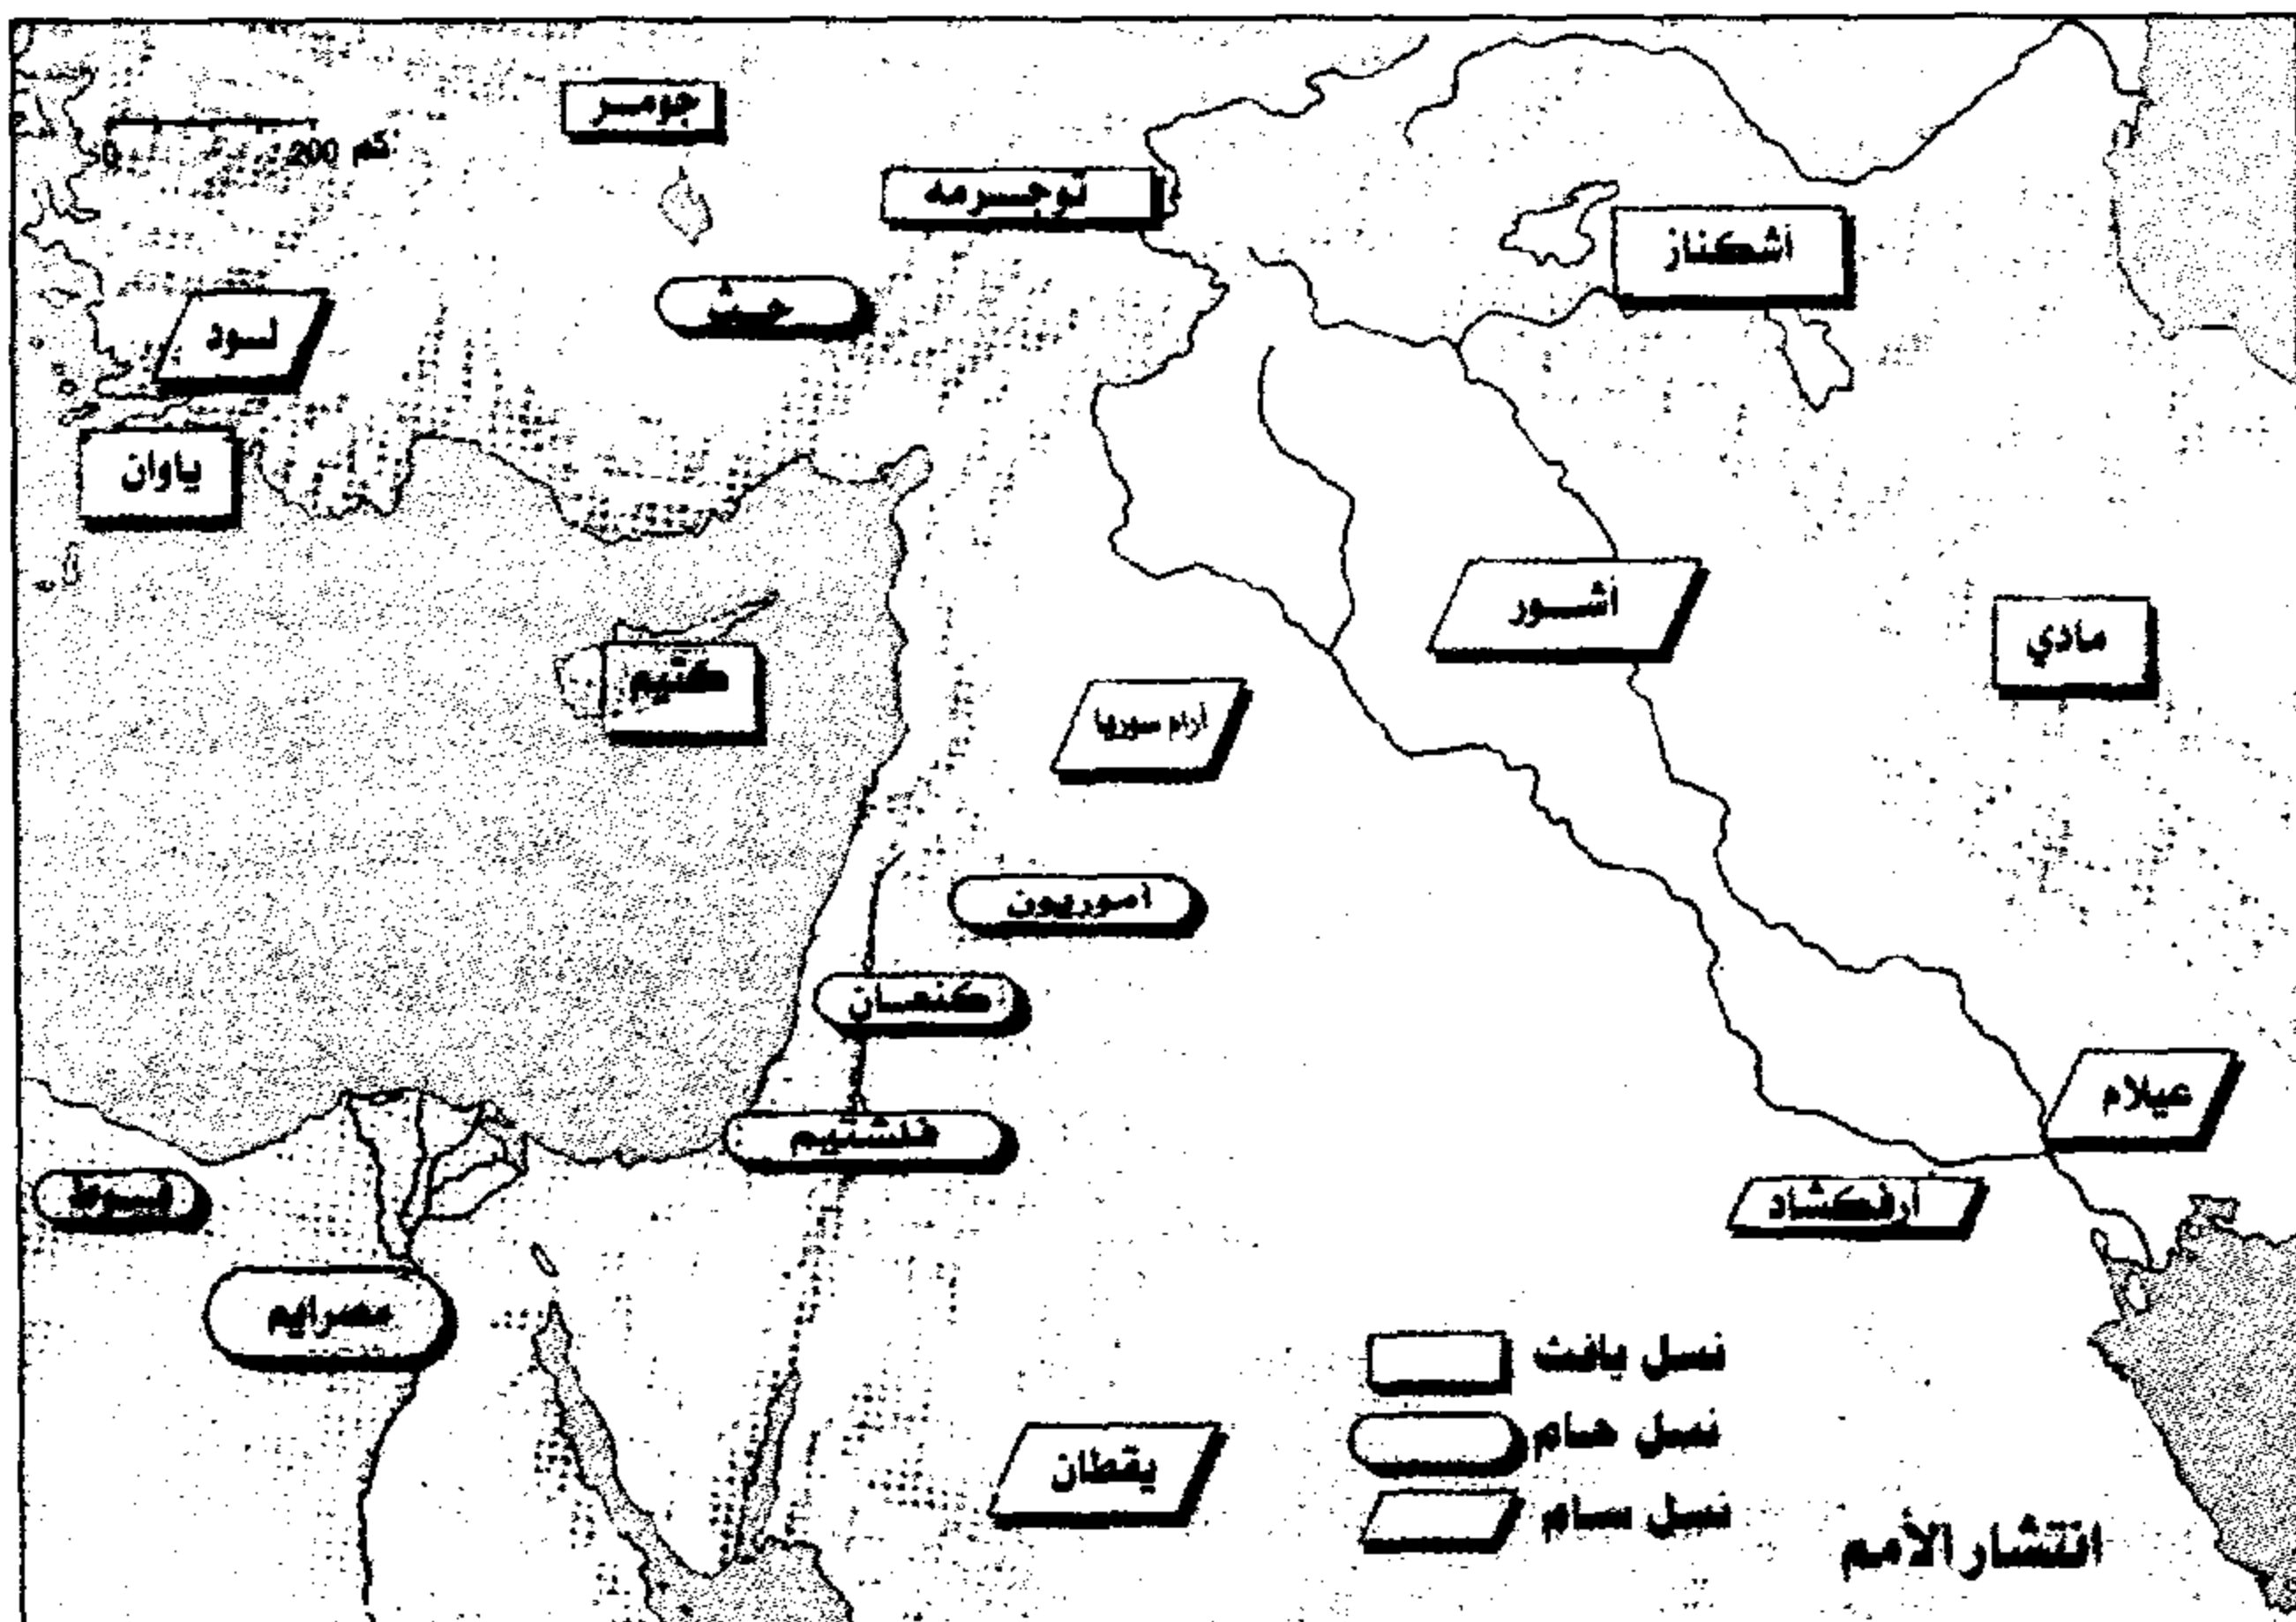 جومر
0 200 كم
توجرمه
أشكناز
حث
لود
ياوان
أشور
مادي
كتيم
أرام سوريا
أموريون
كنعان
عيلام
فلشتيم
فوط
أرفكشاد
مصرايم
نسل يافث
نسل حام
يقطان
نسل سام
انتشار الأمم